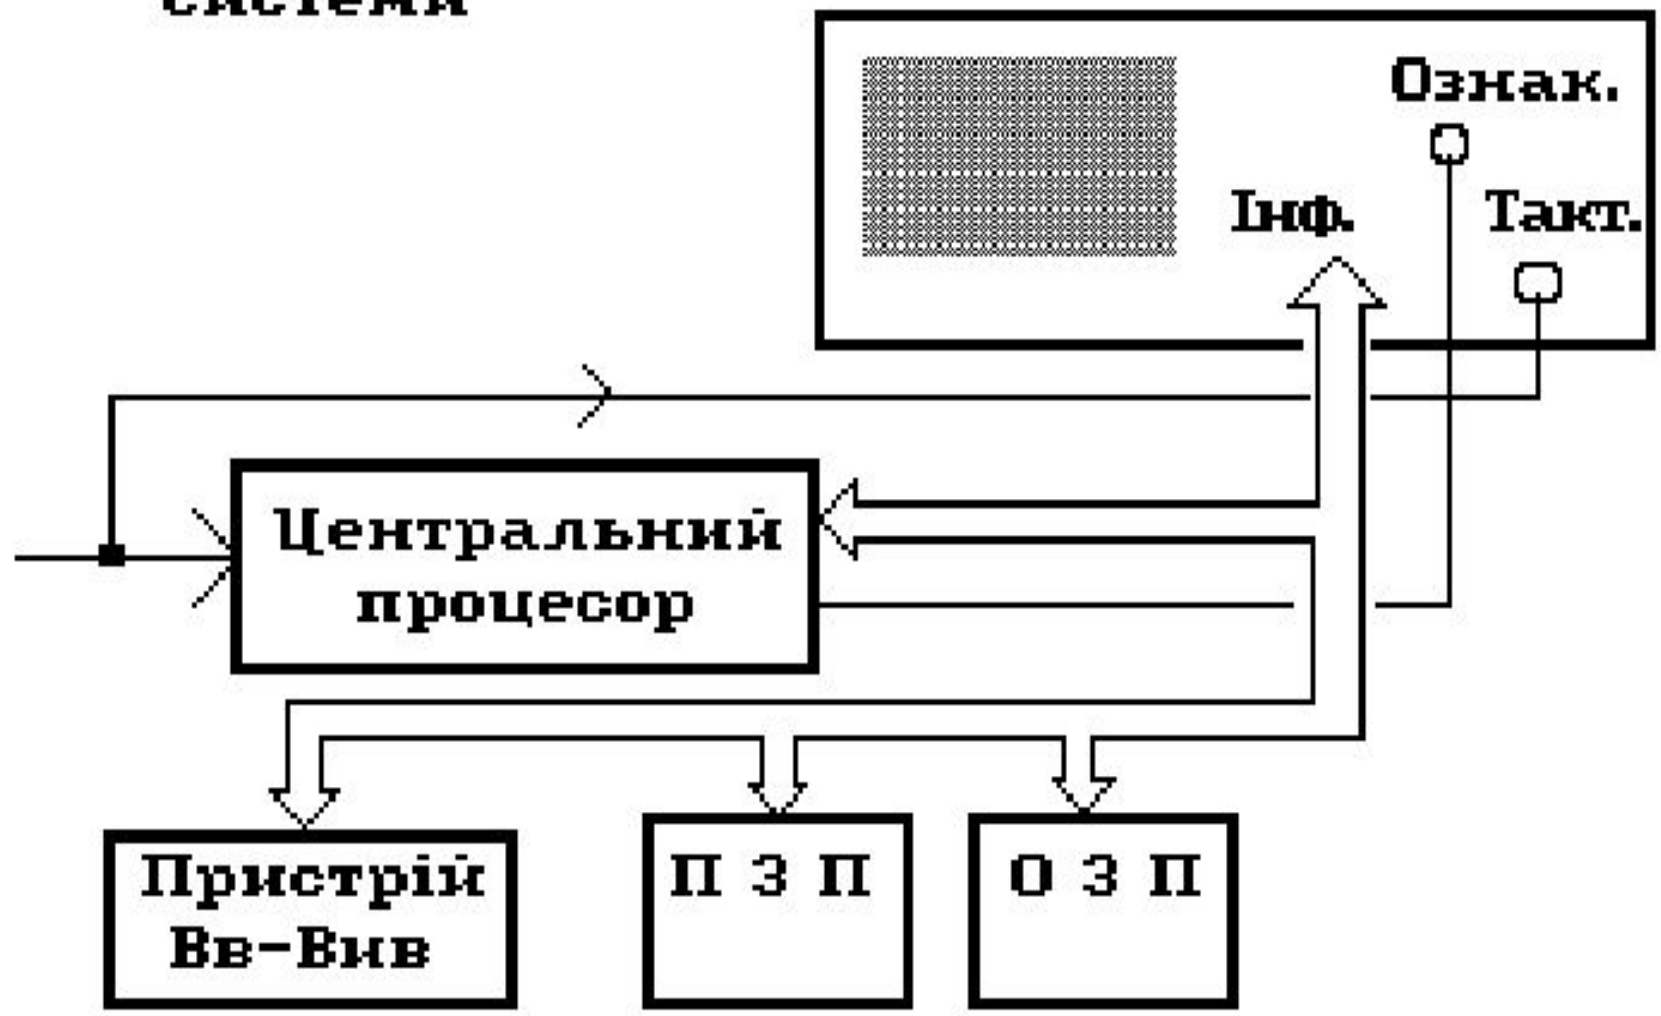 системи
Ознак.
Інф.
Такт.
Центральний
процесор
Пристрій
Вв-Вив
П З П
О З П